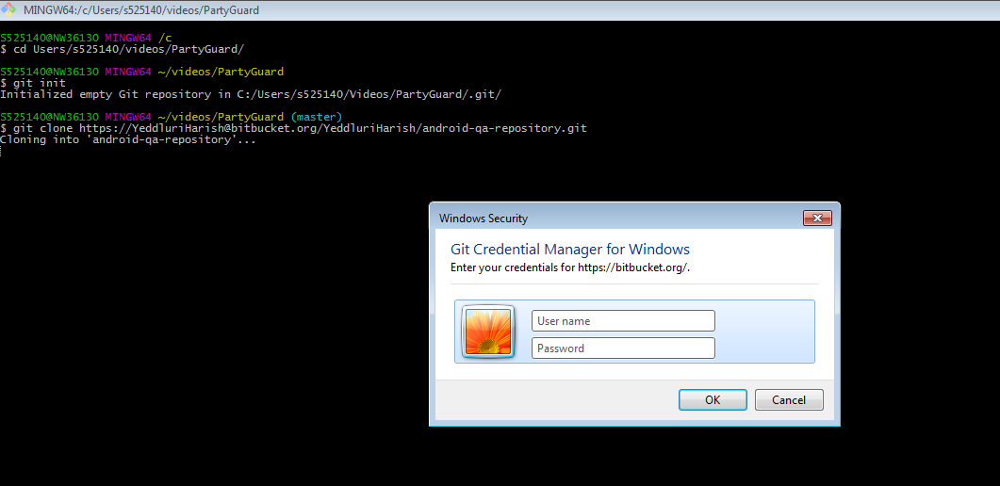 MINGW64:/c/Users/s525140/videos/PartyGuard
S525140@NW36130 MINGW64 /c
$ cd Users/s525140/videos/PartyGuard/
S525140@NW36130 MINGW64 ~/videos/PartyGuard
$ git init
Initialized empty Git repository in C:/Users/s525140/Videos/PartyGuard/.git/
S525140@NW36130 MINGW64 ~/videos/PartyGuard (master)
$ git clone https://YeddluriHarish@bitbucket.org/YeddluriHarish/android-qa-repository.git
Cloning into 'android-qa-repository'...
Windows Security
Git Credential Manager for Windows
Enter your credentials for https://bitbucket.org/.
User name
Password
OK
Cancel